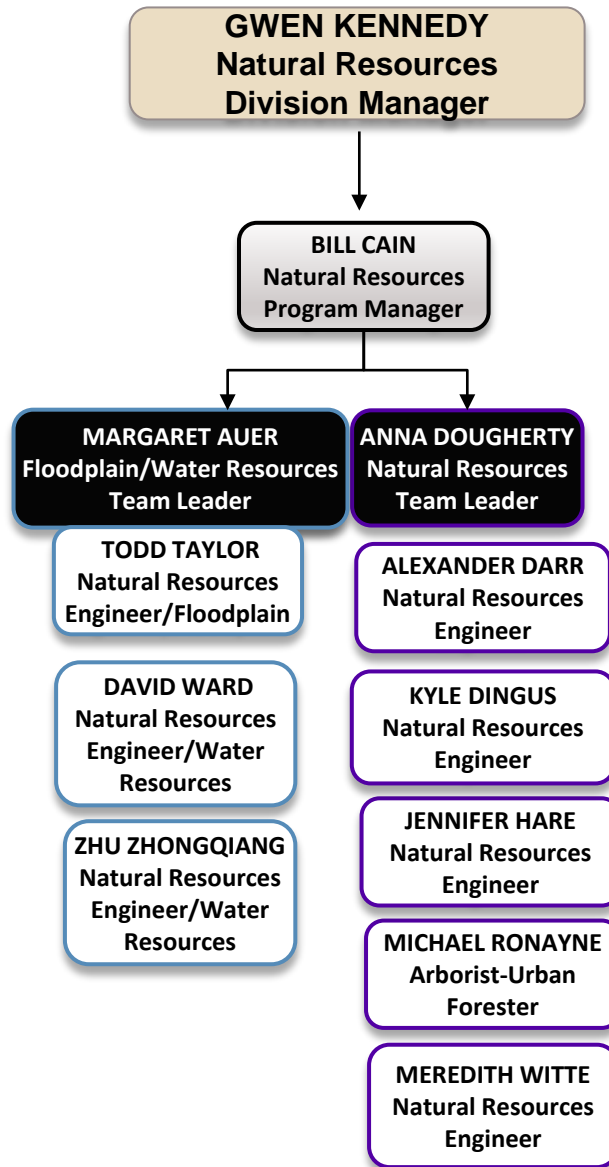 GWEN KENNEDY
Natural Resources
Division Manager
BILL CAIN
Natural Resources
Program Manager
MARGARET AUER
Floodplain/Water Resources
Team Leader
TODD TAYLOR
Natural Resources
Engineer/Floodplain
DAVID WARD
Natural Resources
Engineer/Water
Resources
ZHU ZHONGQIANG
Natural Resources
Engineer/Water
Resources
ANNA DOUGHERTY
Natural Resources
Team Leader
ALEXANDER DARR
Natural Resources
Engineer
KYLE DINGUS
Natural Resources
Engineer
JENNIFER HARE
Natural Resources
Engineer
MICHAEL RONAYNE
Arborist-Urban
Forester
MEREDITH WITTE
Natural Resources
Engineer